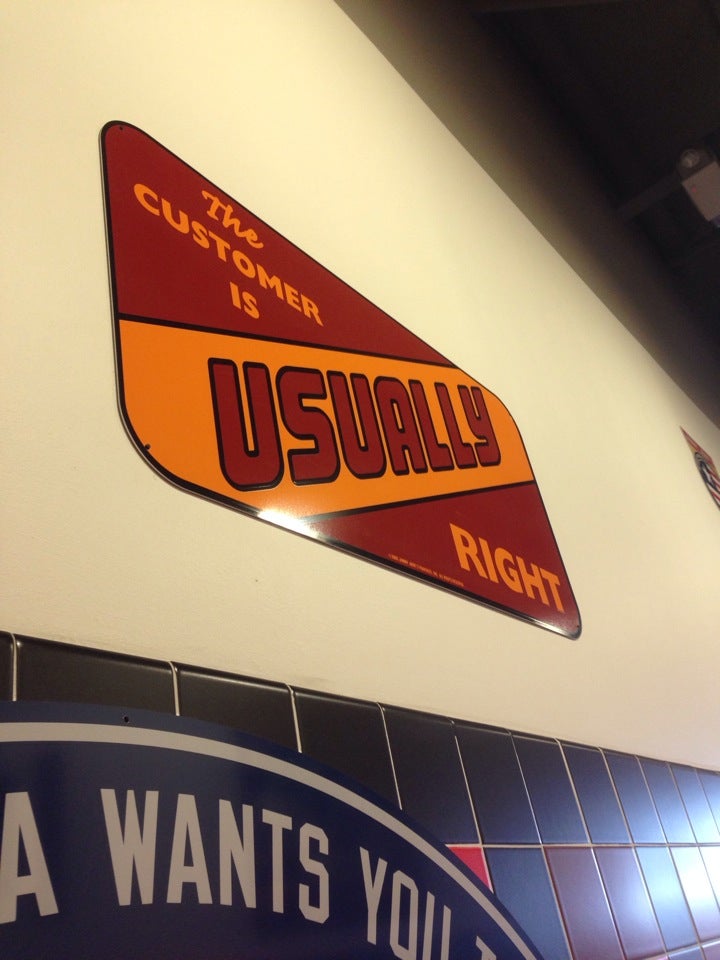 The
CUSTOMER
IS
USUALLY
RIGHT
A WANTS YOU